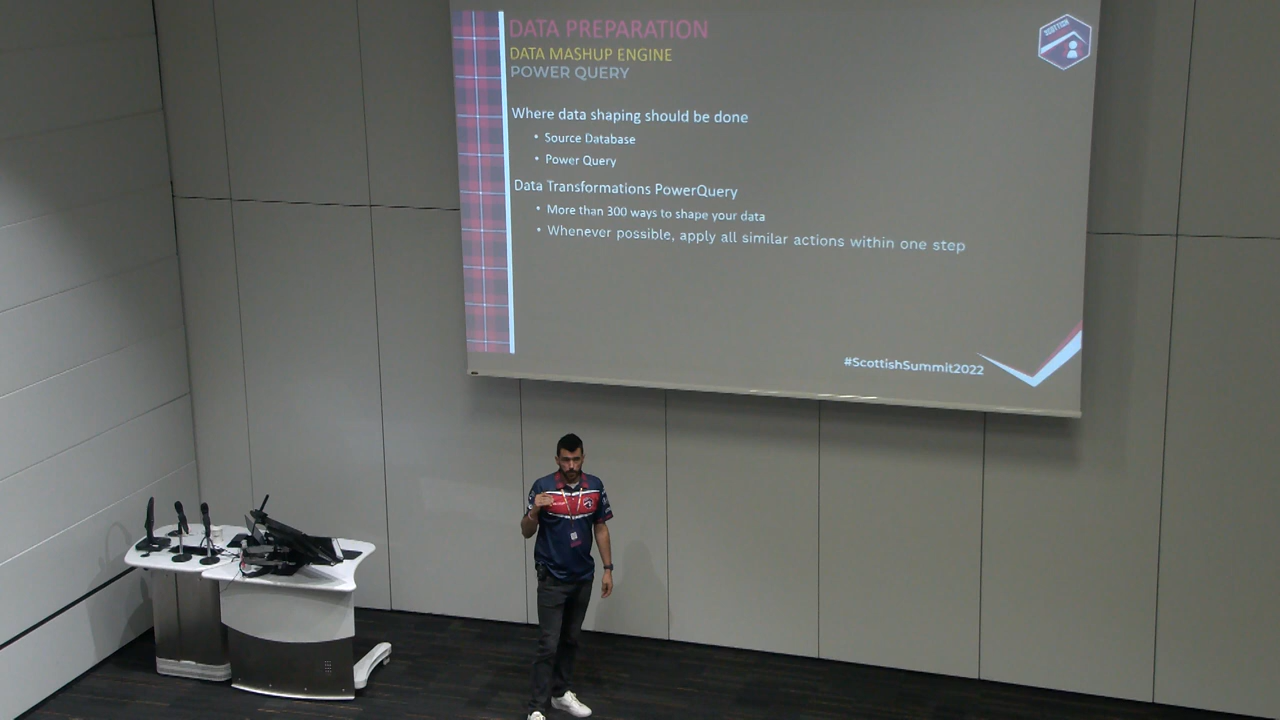 DATA PREPARATION
DATA MASHUP ENGINE
POWER QUERY
SCOTTISH
Where data shaping should be done
• Source Database
• Power Query
Data Transformations PowerQuery
• More than 300 ways to shape your data
• Whenever possible, apply all similar actions within one step
#ScottishSummit2022